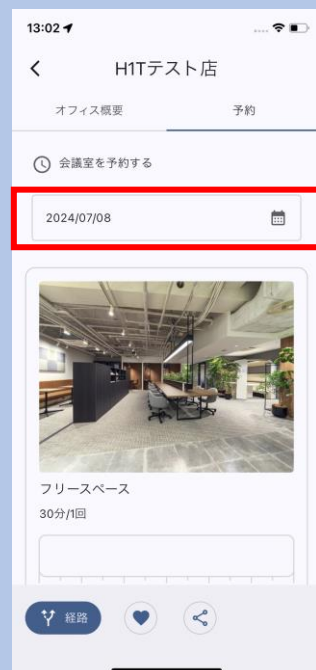 13:02
H1Tテスト店
オフィス概要
予約
会議室を予約する
2024/07/08
フリースペース
30分/1回
経路